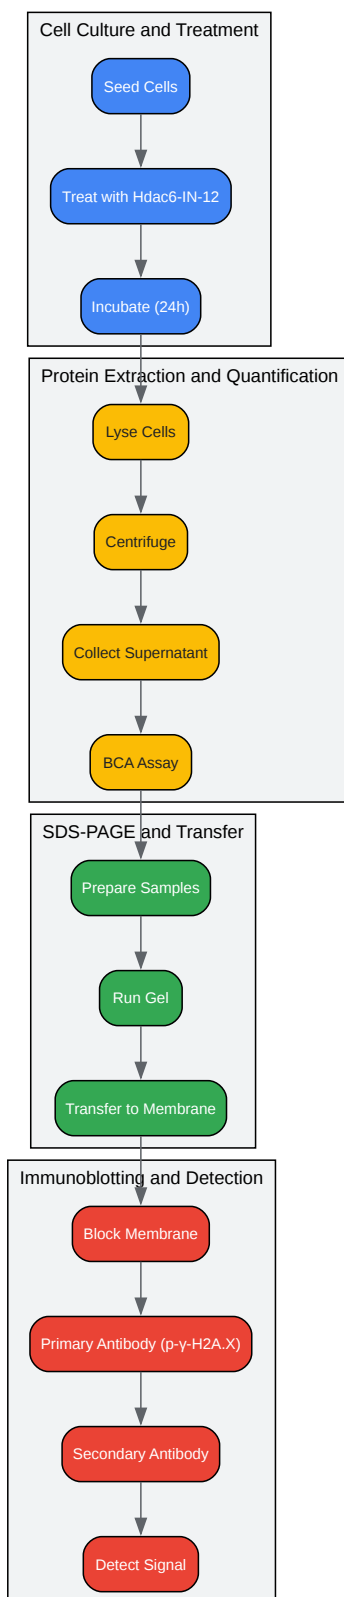 Cell Culture and Treatment
Seed Cells
Treat with Hdac6-IN-12
Incubate (24h)
Protein Extraction and Quantification
Lyse Cells
Centrifuge
Collect Supernatant
BCA Assay
SDS-PAGE and Transfer
Prepare Samples
Run Gel
Transfer to Membrane
Immunoblotting and Detection
Block Membrane
Primary Antibody (p-γ-H2A.X)
Secondary Antibody
Detect Signal